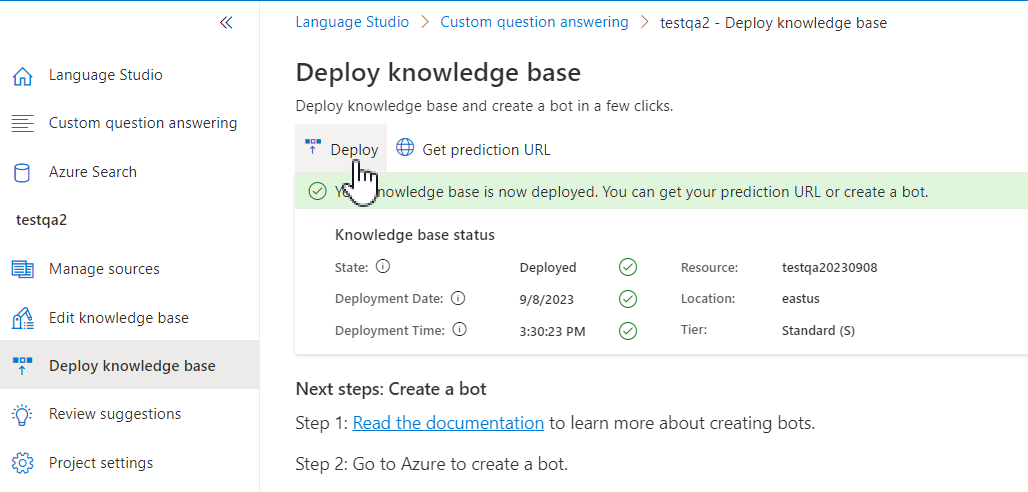 Language Studio > Custom question answering > testqa2 - Deploy knowledge base
Language Studio
Custom question answering
Azure Search
testqa2
Manage sources
Edit knowledge base
Deploy knowledge base
Review suggestions
Project settings
Deploy knowledge base
Deploy knowledge base and create a bot in a few clicks.
Deploy Get prediction URL
knowledge base is now deployed. You can get your prediction URL or create a bot.
Knowledge base status
State: Deployed Resource: testqa20230908
Deployment Date: 9/8/2023 Location: eastus
Deployment Time: 3:30:23 PM Tier: Standard (S)
Next steps: Create a bot
Step 1: Read the documentation to learn more about creating bots.
Step 2: Go to Azure to create a bot.